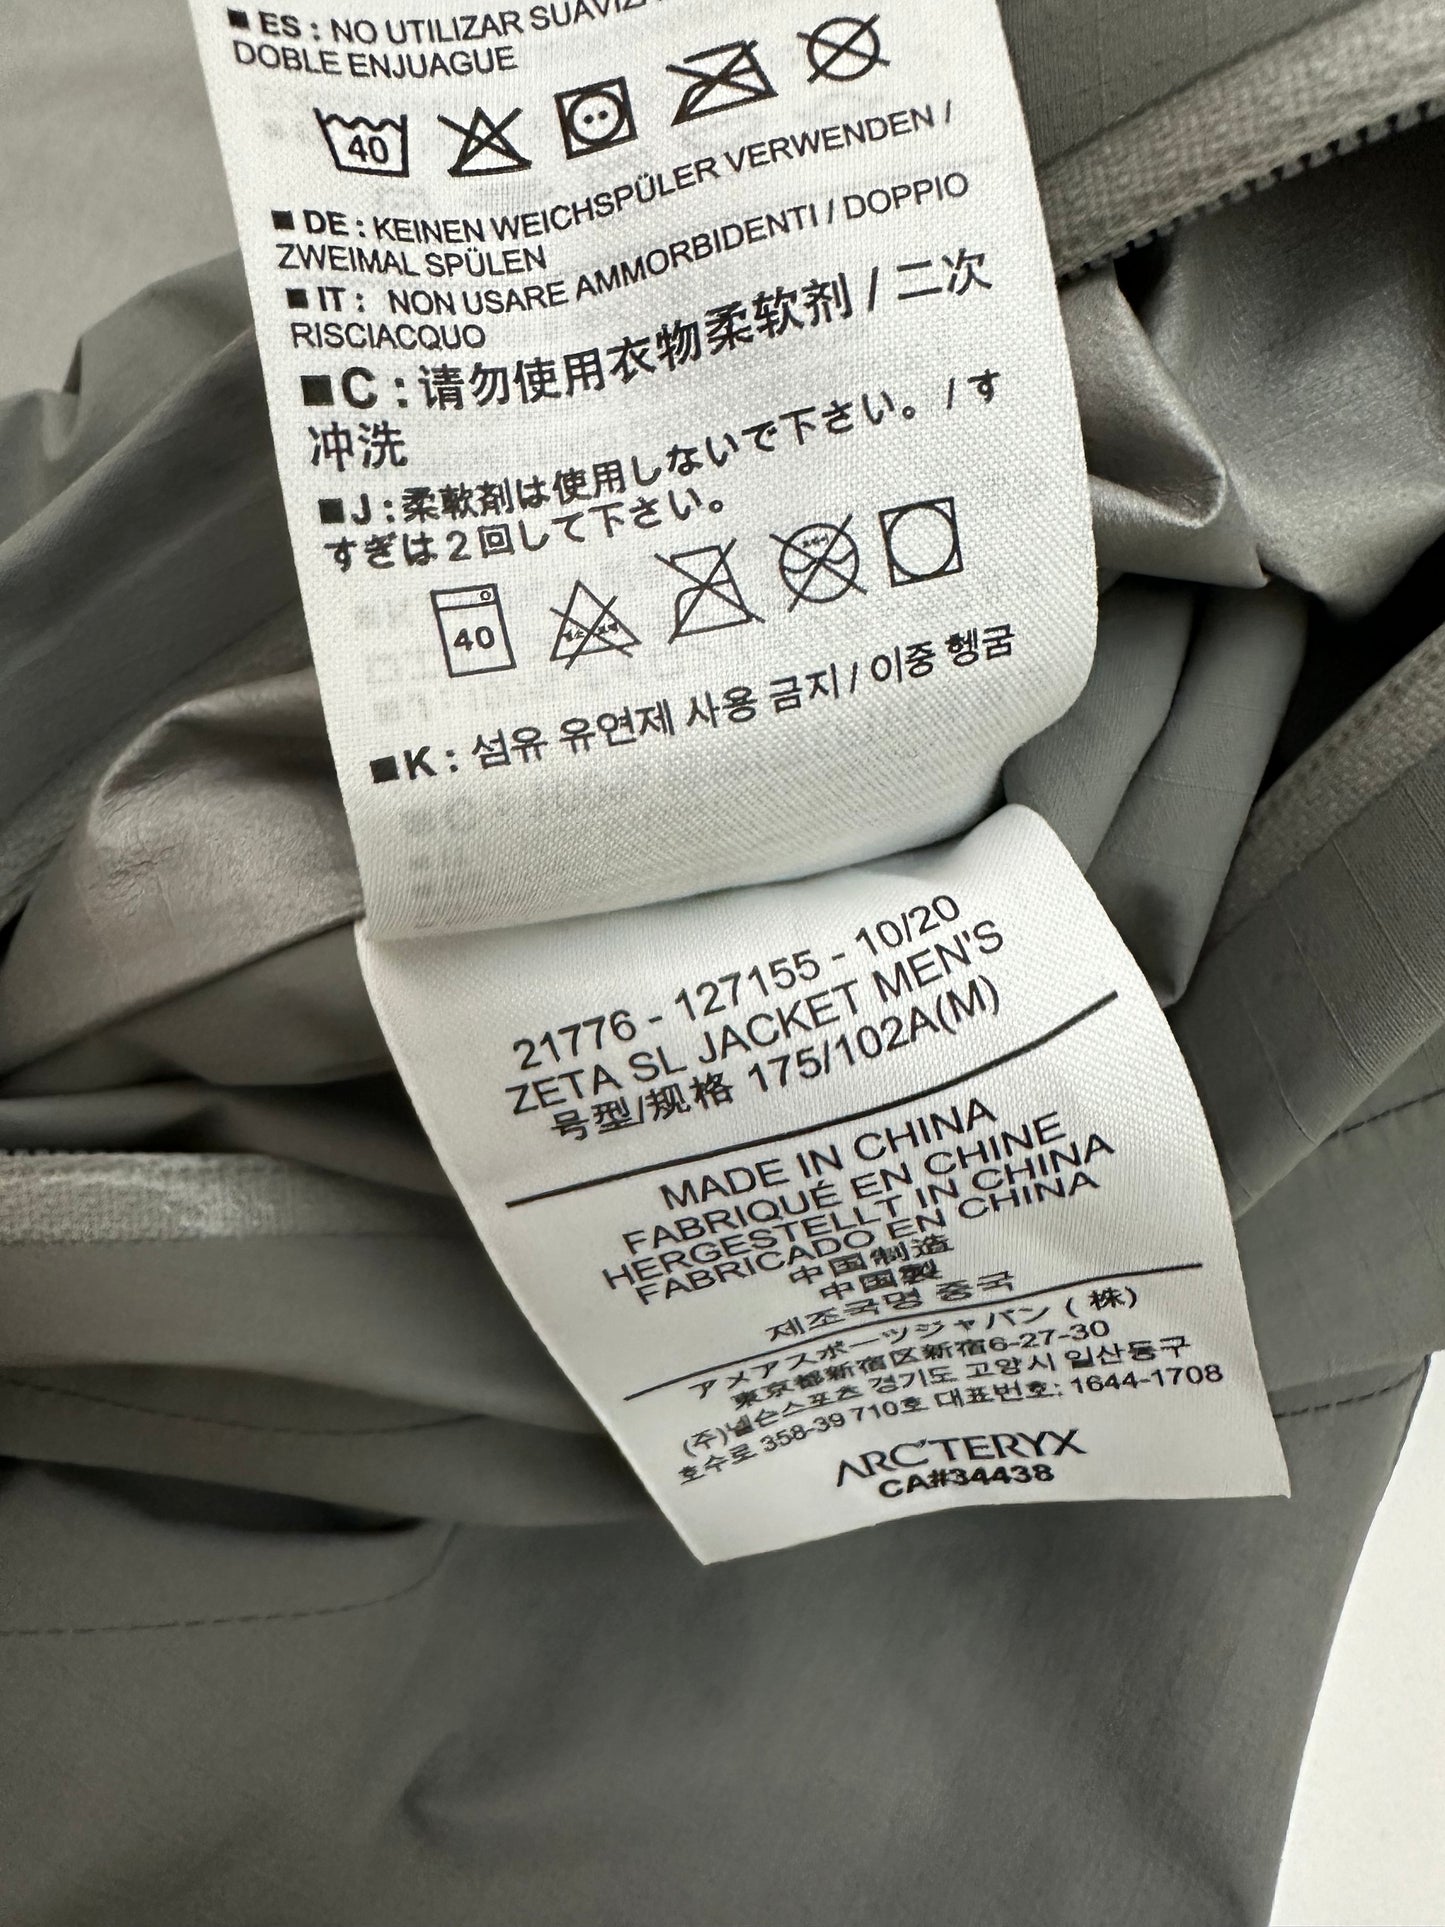 ■ ES : NO UTILIZAR
DOBLE ENJUAGUE
40
■ DE : KEINEN WEICHSPÜLER VERWENDEN /
ZWEIMAL SPÜLEN
■ IT : NON USARE AMMORBIDENTI / DOPPIO
RISCIACQUO
■ C : 请勿使用衣物柔软剂 / 二次
冲洗
■ J : 柔軟剤は使用しないで下さい。/ す
すぎは2回して下さい。
40
■ K : 섬유 유연제 사용 금지 / 이중 헹굼
21776 - 127155 - 10/20
ZETA SL JACKET MEN'S
号型/规格 175/102A(M)
MADE IN CHINA
FABRIQUÉ EN CHINE
HERGESTELLT IN CHINA
FABRICADO EN CHINA
中国制造
中国製
제조국명 중국
アメアスポーツジャパン ( 株)
東京都新宿区新宿6-27-30
(주)넬슨스포츠 경기도 고양시 일산동구
호수로 358-39 710호 대표번호: 1644-1708
ARC'TERYX
CA#34438